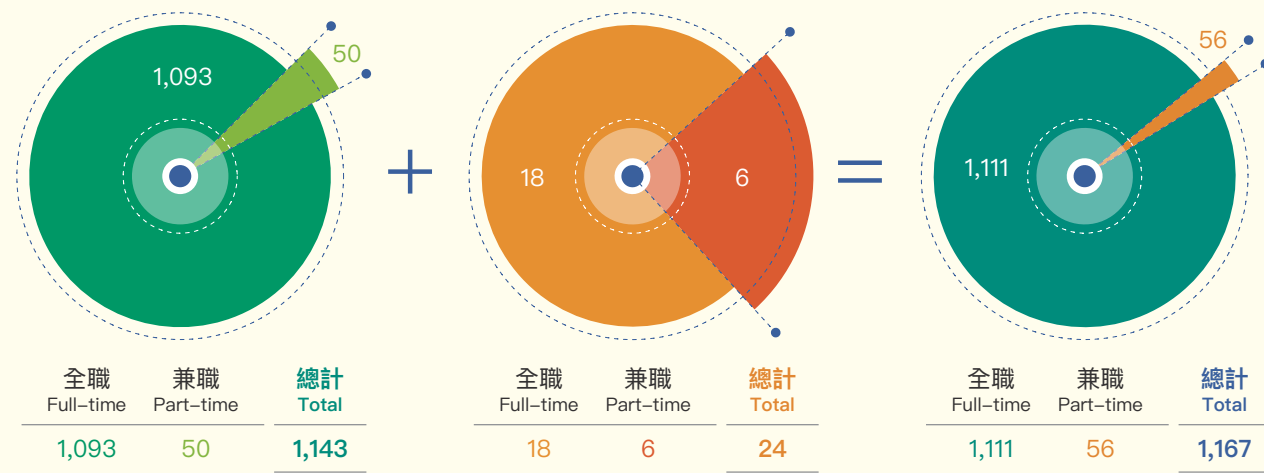 1,093
50
+
18
6
=
1,111
56
全職 兼職 總計
Full–time Part–time Total
1,093 50 1,143
全職 兼職 總計
Full–time Part–time Total
18 6 24
全職 兼職 總計
Full–time Part–time Total
1,111 56 1,167